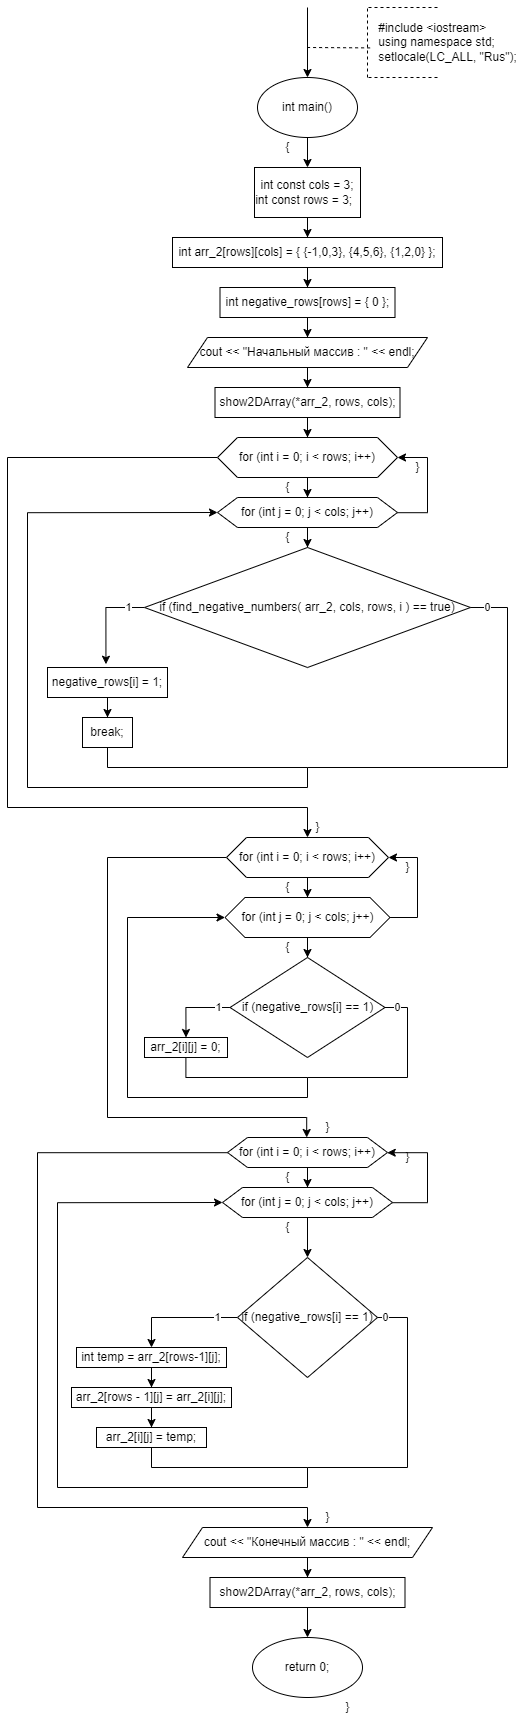 #include <iostream>
using namespace std;
setlocale(LC_ALL, "Rus");
int main()
{
int const cols = 3;
int const rows = 3;
int arr_2[rows][cols] = { {-1,0,3}, {4,5,6}, {1,2,0} };
int negative_rows[rows] = { 0 };
cout << "Начальный массив : " << endl;
show2DArray(*arr_2, rows, cols);
for (int i = 0; i < rows; i++)
}
{
for (int j = 0; j < cols; j++)
{
1
if (find_negative_numbers( arr_2, cols, rows, i ) == true)
0
negative_rows[i] = 1;
break;
}
for (int i = 0; i < rows; i++)
}
{
for (int j = 0; j < cols; j++)
{
1
if (negative_rows[i] == 1)
0
arr_2[i][j] = 0;
}
for (int i = 0; i < rows; i++)
}
{
for (int j = 0; j < cols; j++)
{
1
if (negative_rows[i] == 1)
0
int temp = arr_2[rows-1][j];
arr_2[rows - 1][j] = arr_2[i][j];
arr_2[i][j] = temp;
}
cout << "Конечный массив : " << endl;
show2DArray(*arr_2, rows, cols);
return 0;
}